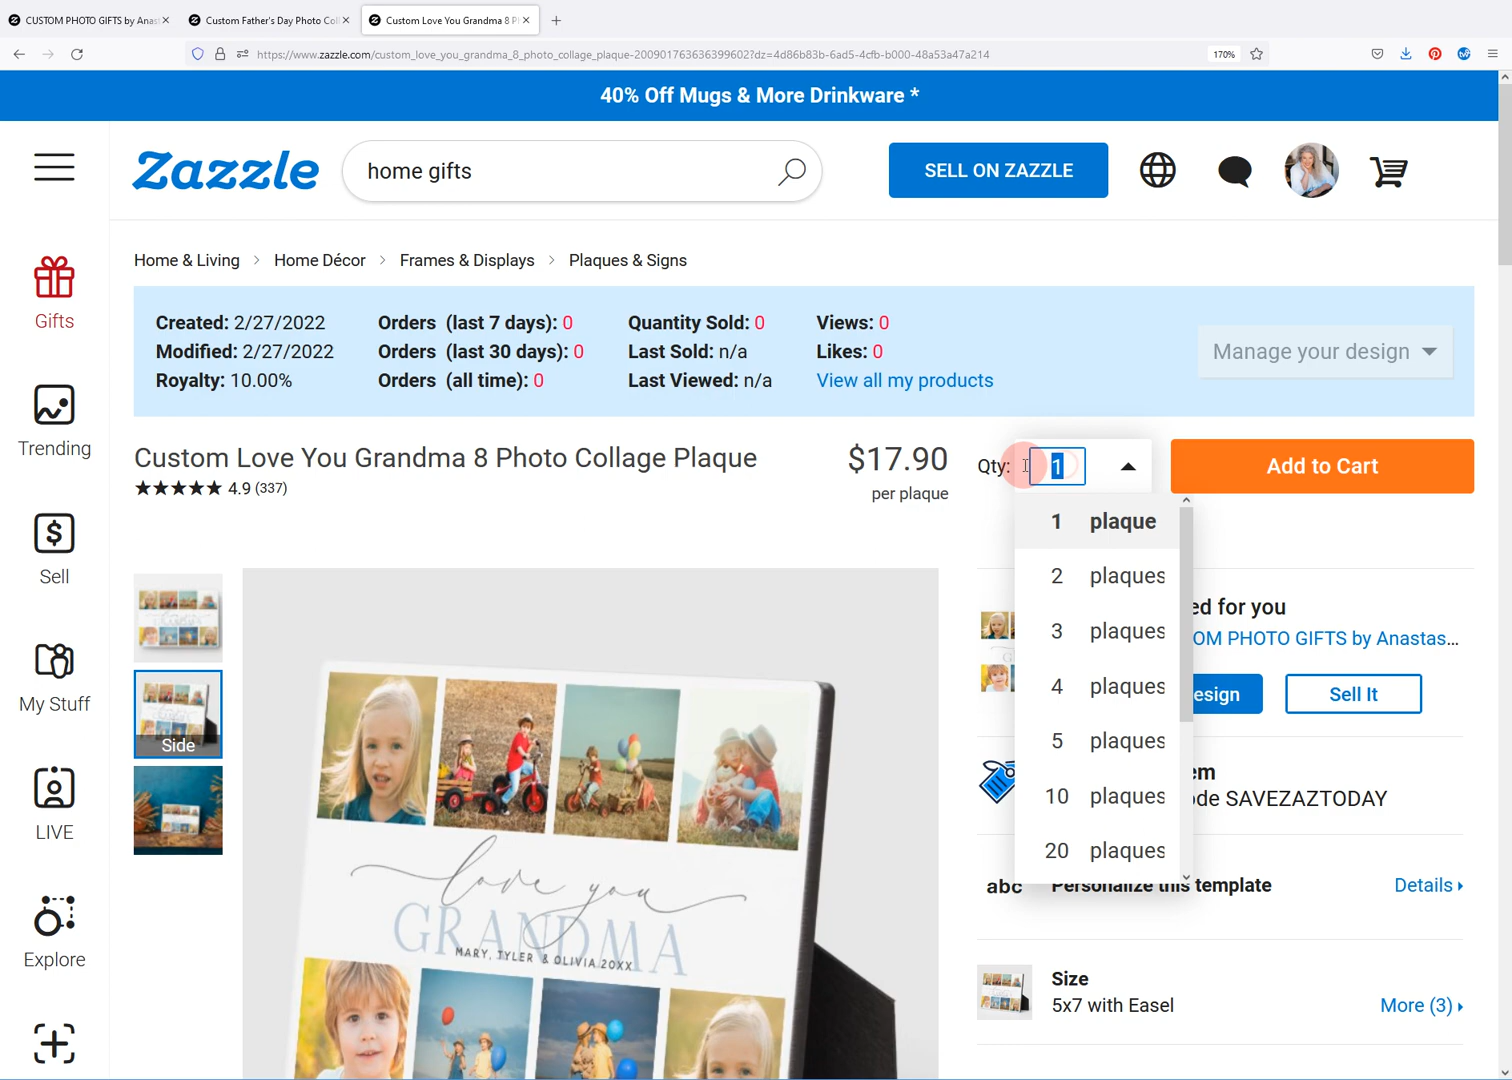 CUSTOM PHOTO GIFTS by Anas
Custom Father's Day Photo Col
Custom Love You Grandma 8 P
https://www.zazzle.com/custom_love_you_grandma_8_photo_collage_plaque-200901763636399602?dz=4d86b83b-6ad5-4cfb-b000-48a53a47a214
170%
40% Off Mugs & More Drinkware *
Zazzle
home gifts
SELL ON ZAZZLE
Gifts
Trending
Sell
My Stuff
LIVE
Explore
Home & Living > Home Décor > Frames & Displays > Plaques & Signs
Created: 2/27/2022
Modified: 2/27/2022
Royalty: 10.00%
Orders (last 7 days): 0
Orders (last 30 days): 0
Orders (all time): 0
Quantity Sold: 0
Last Sold: n/a
Last Viewed: n/a
Views: 0
Likes: 0
View all my products
Manage your design
Custom Love You Grandma 8 Photo Collage Plaque
4.9 (337)
$17.90
per plaque
Qty: 1
Add to Cart
1 plaque
2 plaques
3 plaques
4 plaques
5 plaques
10 plaques
20 plaques
ed for you
OM PHOTO GIFTS by Anastas...
esign
Sell It
em
ode SAVEZAZTODAY
abc
Personalize this template
Details
Size
5x7 with Easel
More (3)
Side
love you
GRANDMA
MARY, TYLER & OLIVIA 20XX